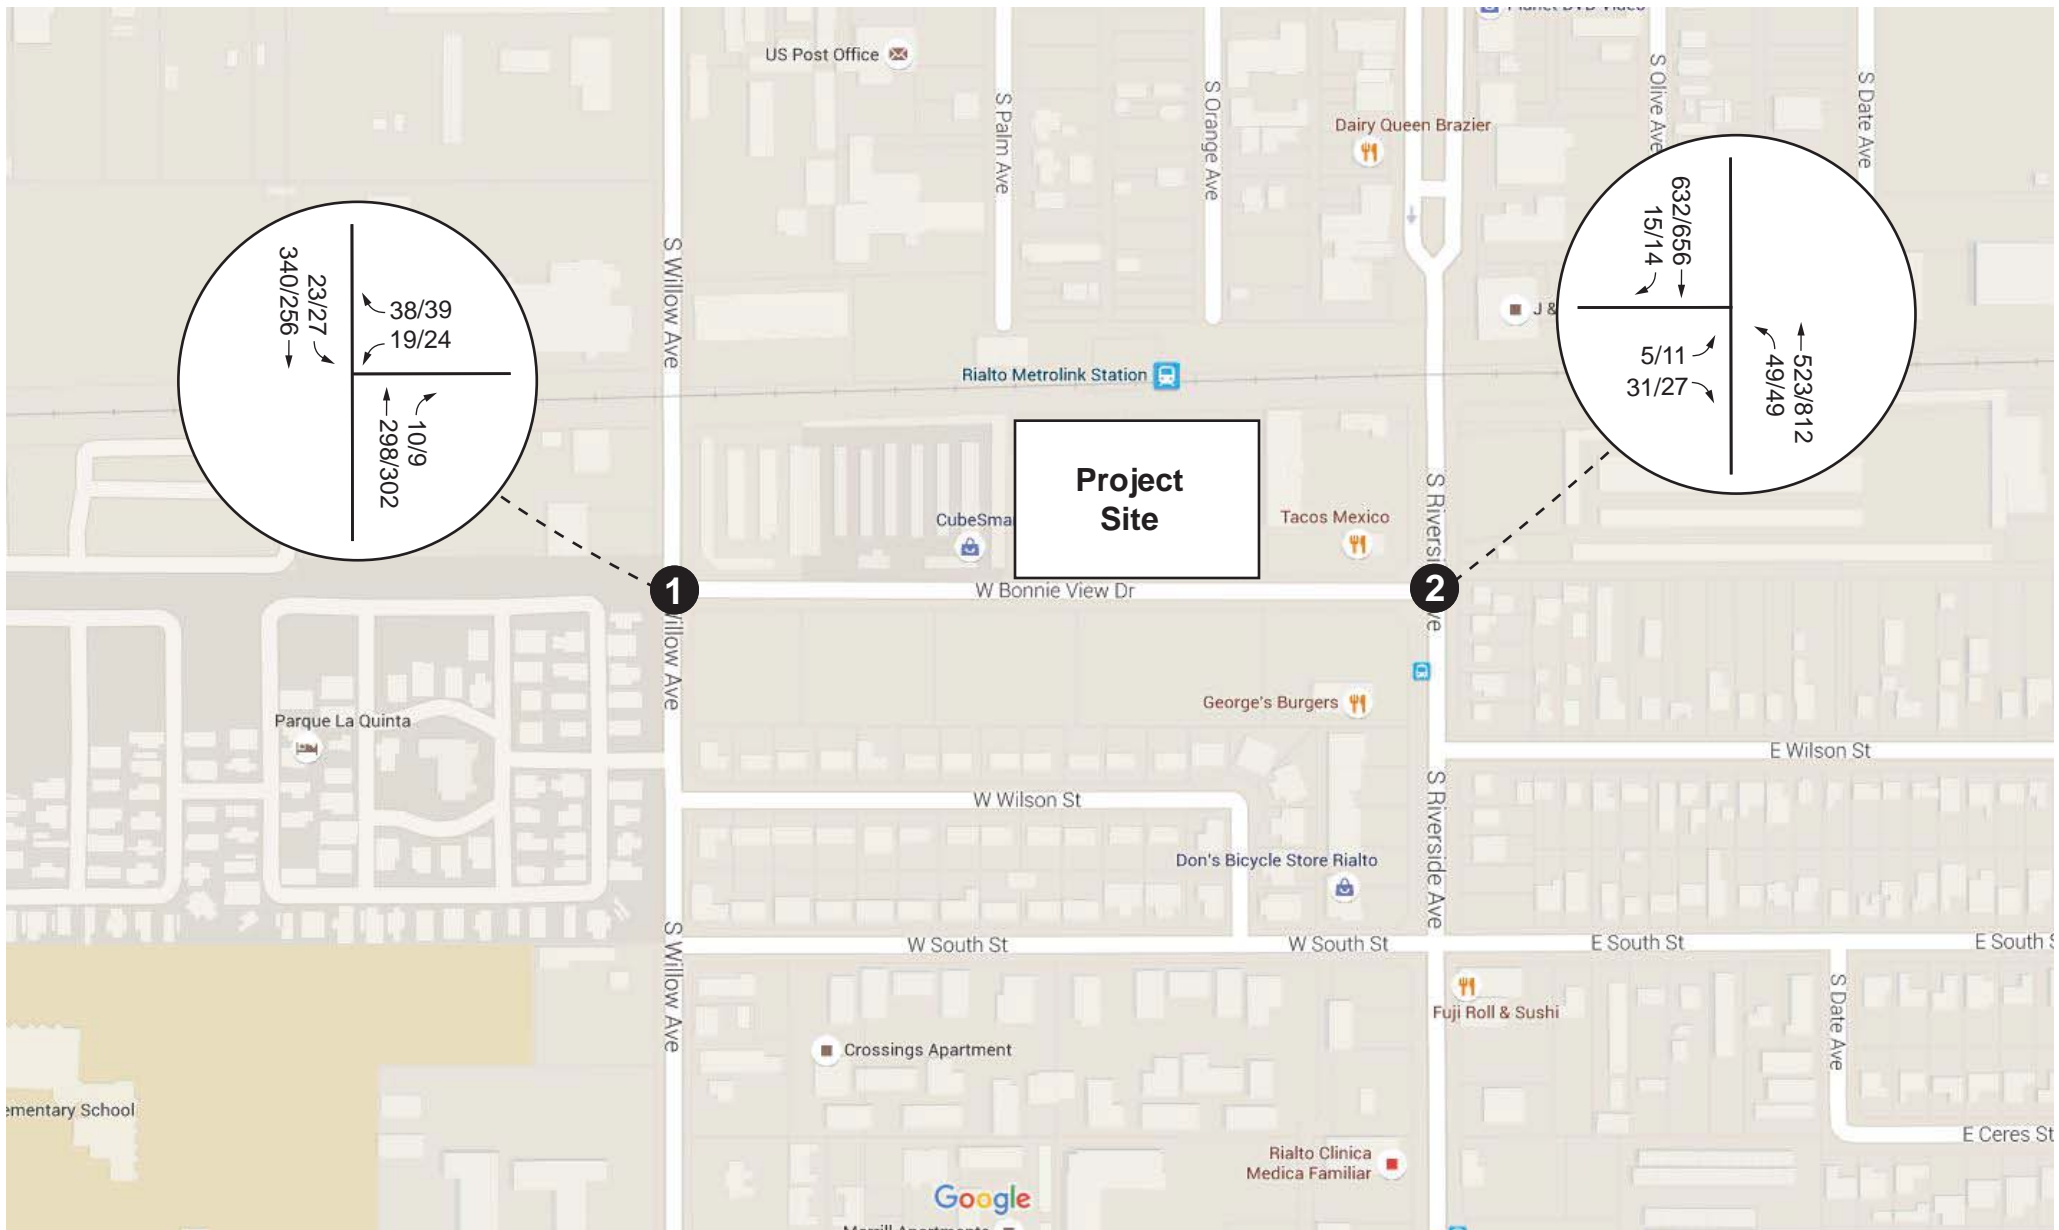 US Post Office
S Palm Ave
S Orange Ave
S Olive Ave
S Date Ave
Dairy Queen Brazier
632/656
15/14
5/11
31/27
523/812
49/49
S Willow Ave
340/256
23/27
38/39
19/24
10/9
298/302
J &
Rialto Metrolink Station
Project
Site
CubeSma
Tacos Mexico
S Riversi
ve
1
W Bonnie View Dr
2
illow Ave
George's Burgers
Parque La Quinta
E Wilson St
W Wilson St
S Riverside Ave
Don's Bicycle Store Rialto
S Willow Ave
W South St
W South St
E South St
E South S
Fuji Roll & Sushi
S Date Ave
Crossings Apartment
ementary School
E Ceres St
Rialto Clinica
Medica Familiar
Google